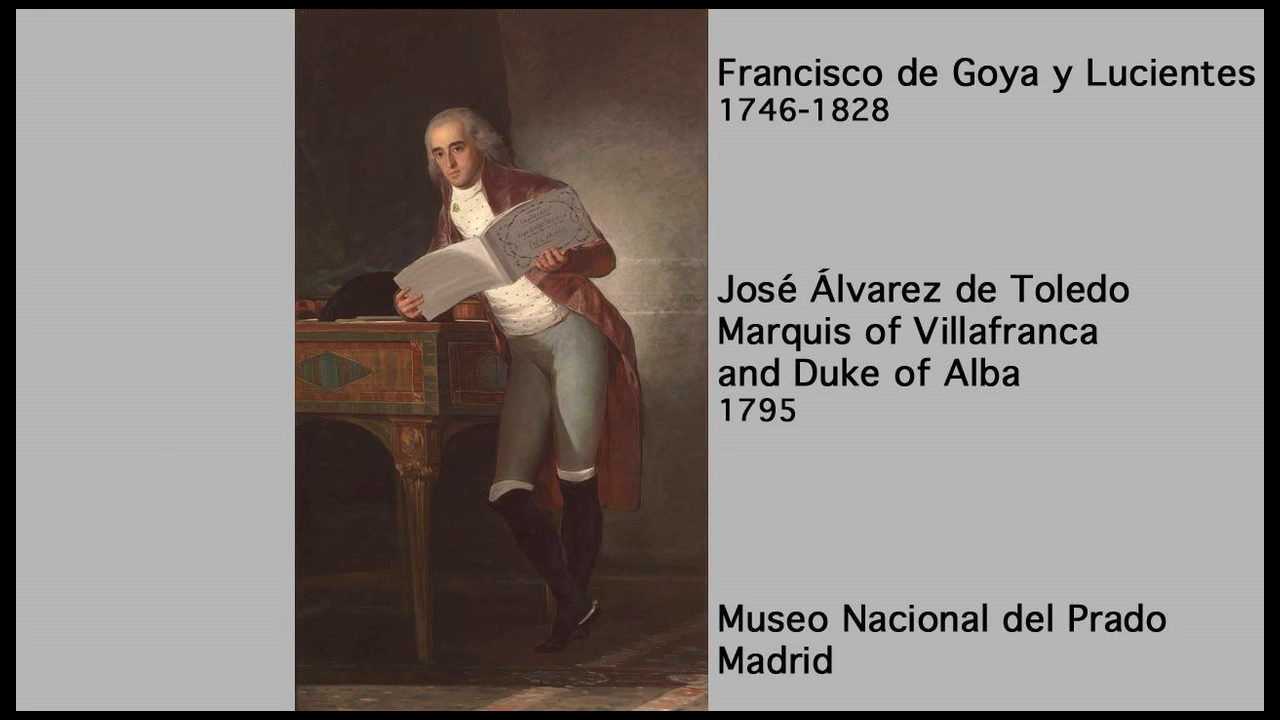 Francisco de Goya y Lucientes
1746-1828
José Álvarez de Toledo
Marquis of Villafranca
and Duke of Alba
1795
Museo Nacional del Prado
Madrid